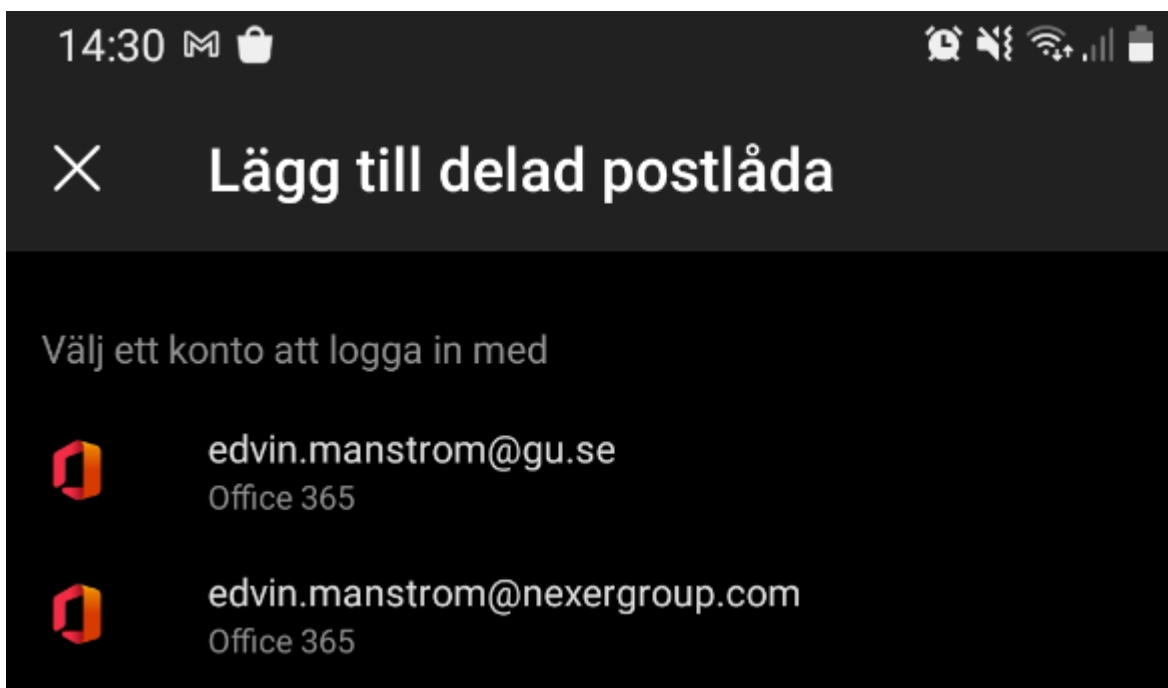 14:30
Lägg till delad postlåda
Välj ett konto att logga in med
edvin.manstrom@gu.se
Office 365
edvin.manstrom@nexergroup.com
Office 365